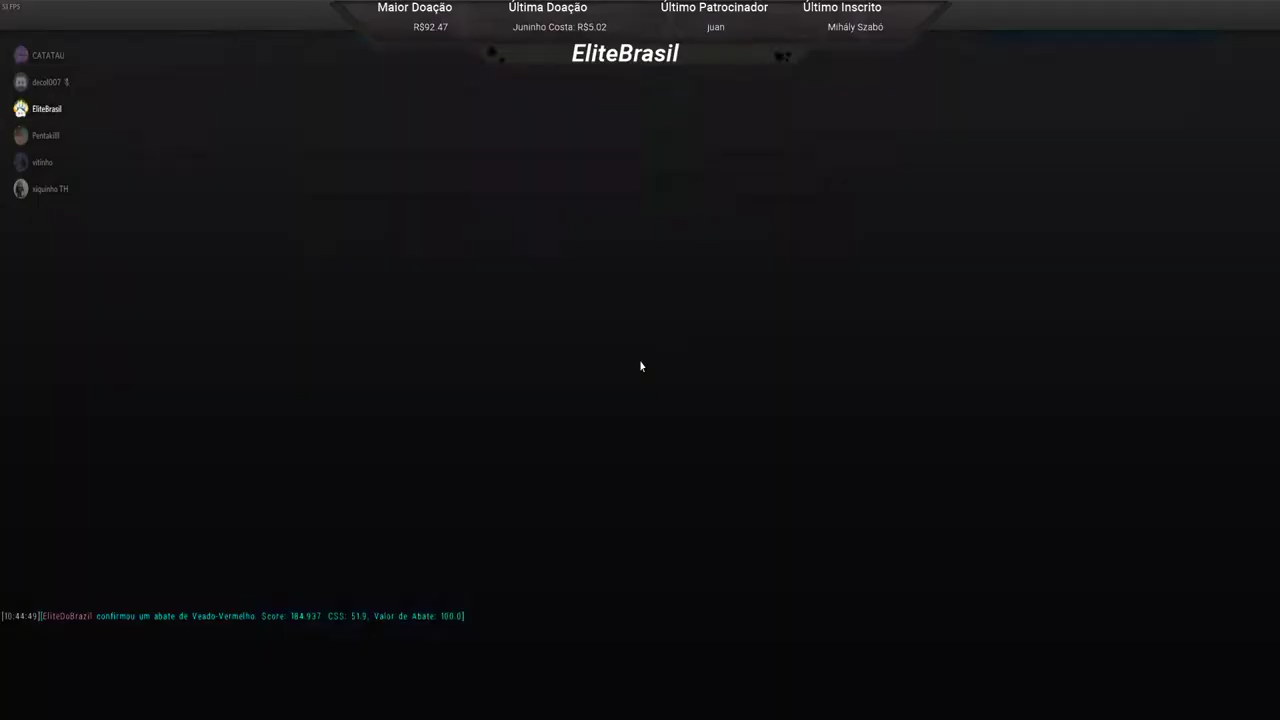 53 FPS
Maior Doação Última Doação Último Patrocinador Último Inscrito
R$92.47 Juninho Costa: R$5.02 juan Mihály Szabó
EliteBrasil
CATATAU
decol007
EliteBrasil
Pentakilll
vitinho
xiquinho TH
[10:44:49][EliteDoBrazil confirmou um abate de Veado-Vermelho. Score: 184.937 CSS: 51.9, Valor de Abate: 100.0]